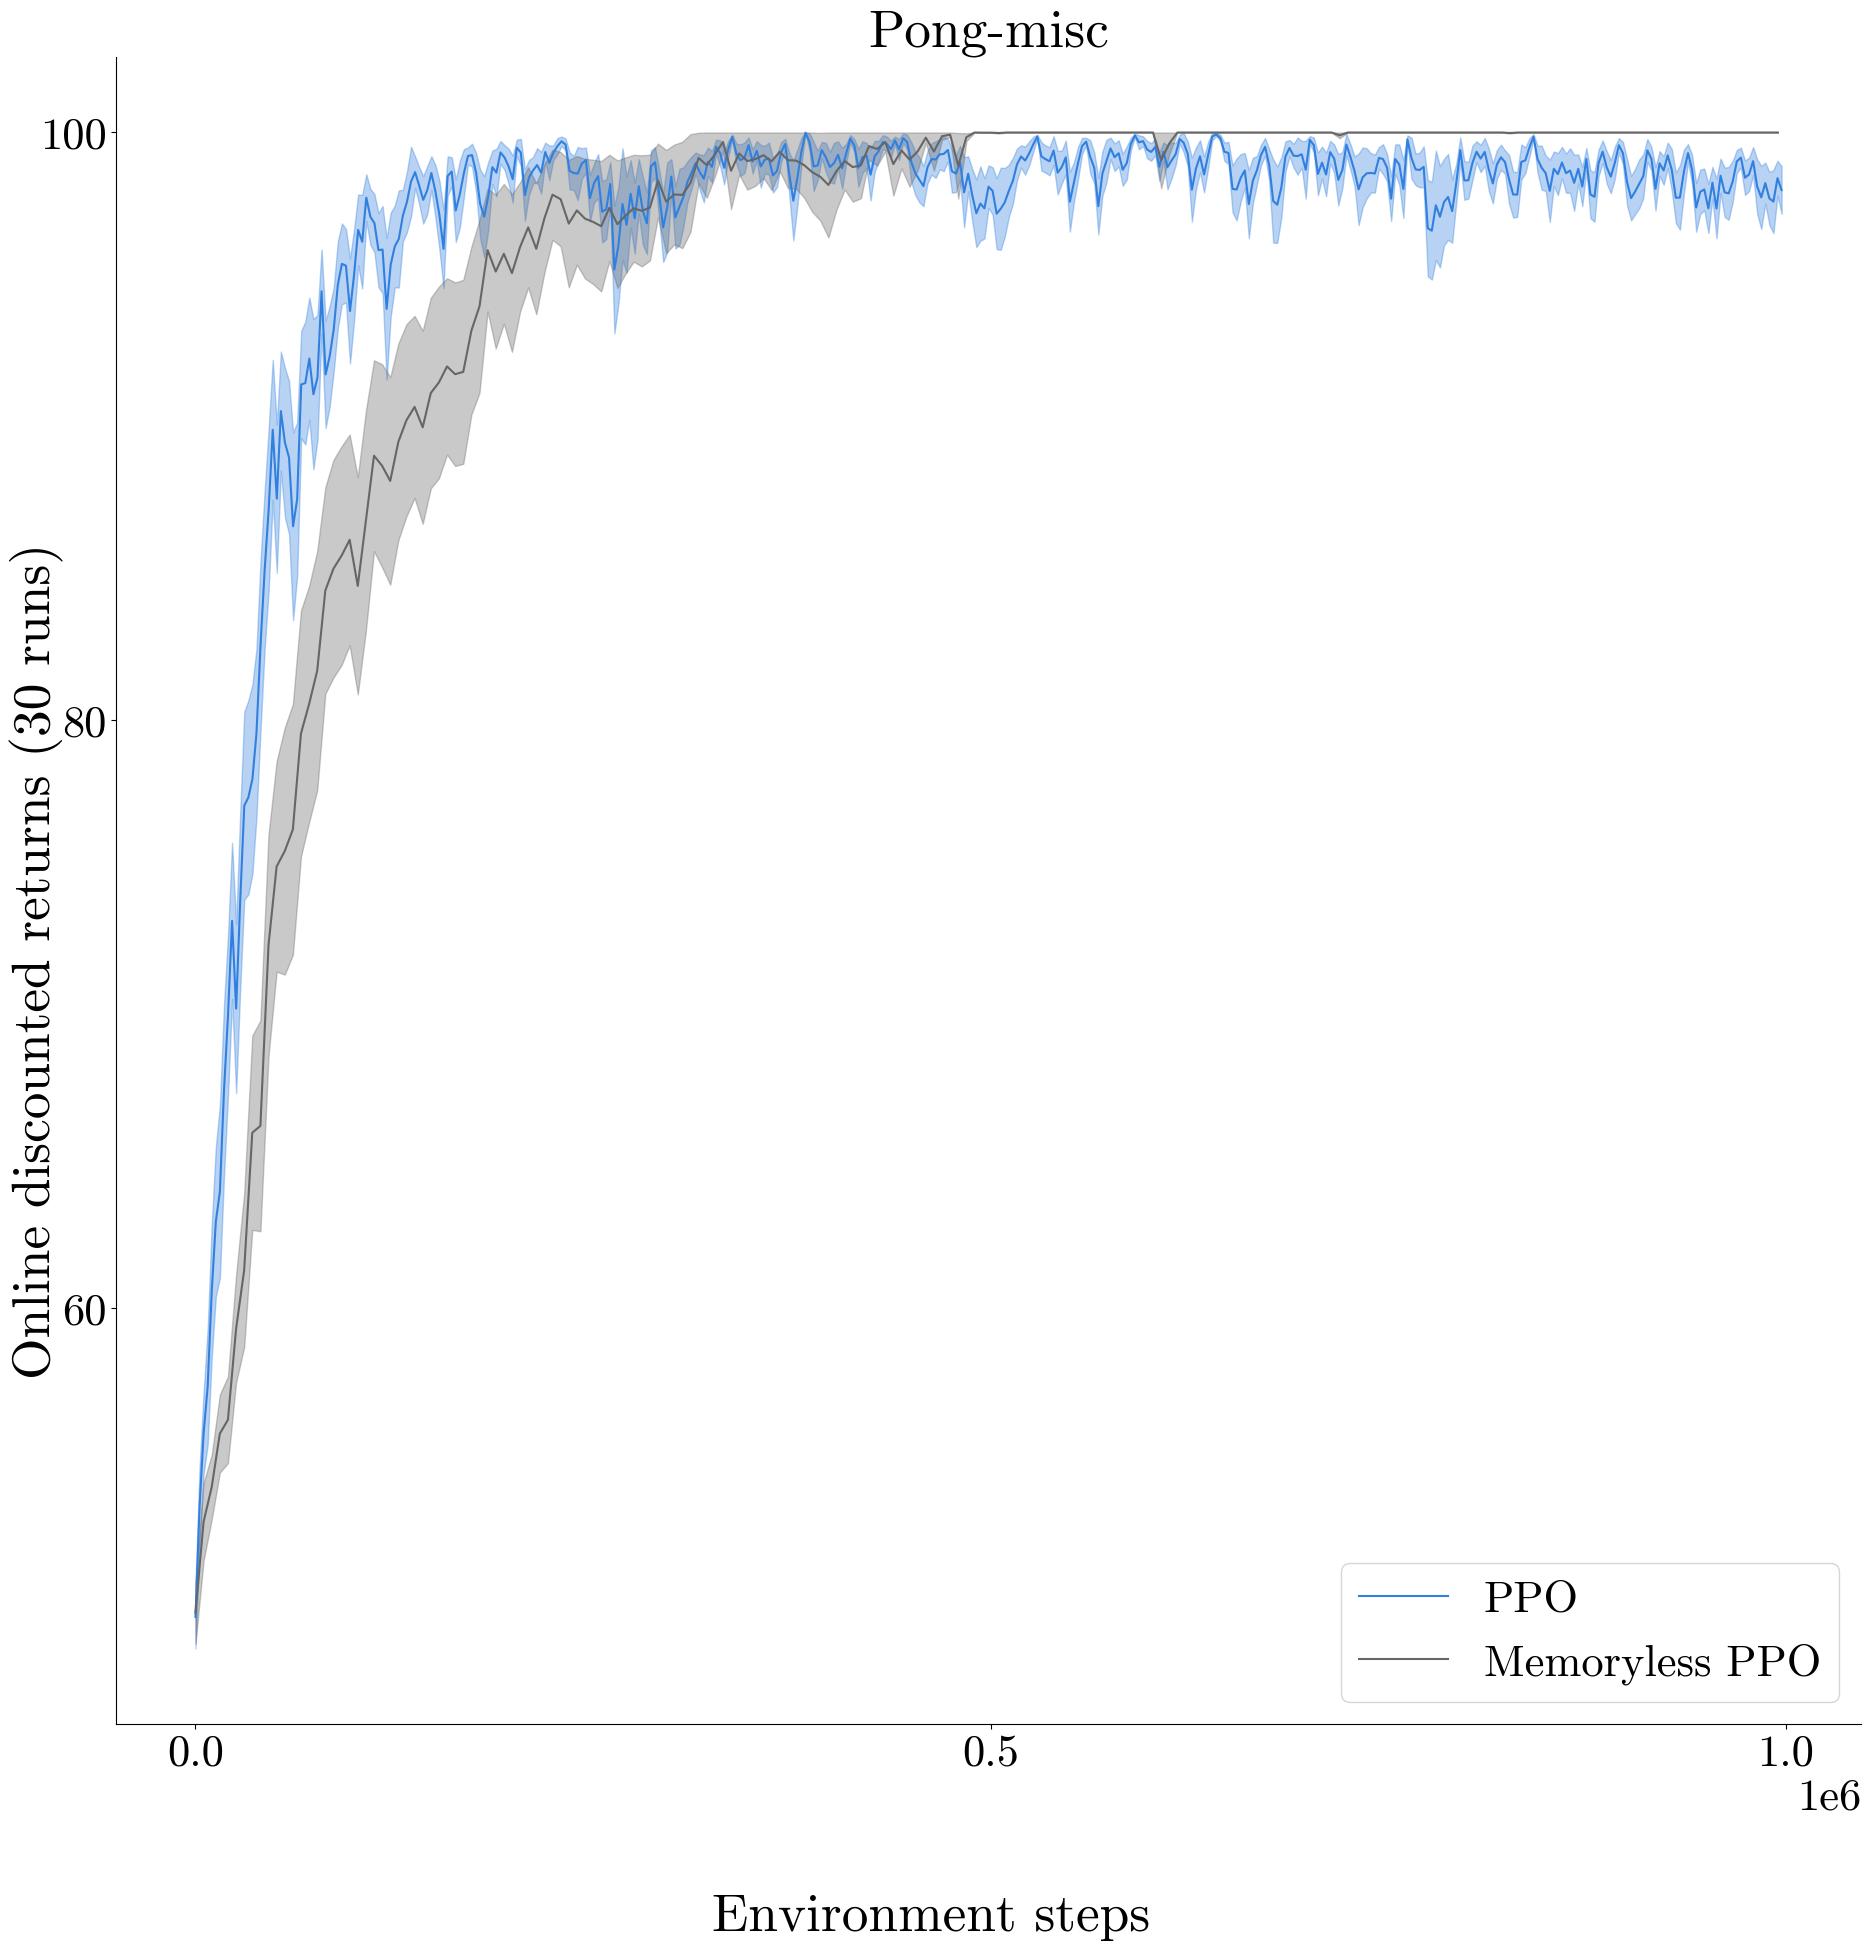 Pong-misc
Online discounted returns (30 runs)
100
80
60
PPO
Memoryless PPO
0.0
0.5
1.0
1e6
Environment steps